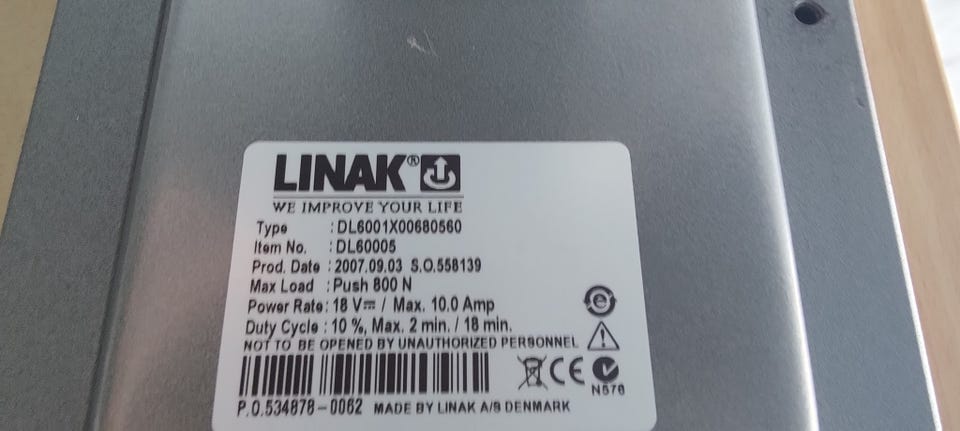 LINAK®
WE IMPROVE YOUR LIFE
Type : DL6001X00680560
Item No. : DL60005
Prod. Date : 2007.09.03 S.O.558139
Max Load : Push 800 N
Power Rate : 18 V⎓ / Max. 10.0 Amp
Duty Cycle : 10 %, Max. 2 min. / 18 min.
NOT TO BE OPENED BY UNAUTHORIZED PERSONNEL
CE
N576
P.O.534878-0062 MADE BY LINAK A/S DENMARK